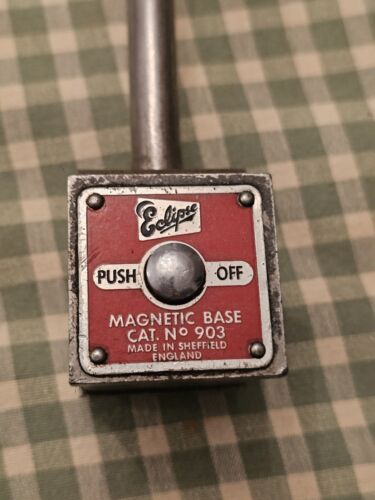 Eclipse
PUSH OFF
MAGNETIC BASE
CAT. No 903
MADE IN SHEFFIELD
ENGLAND